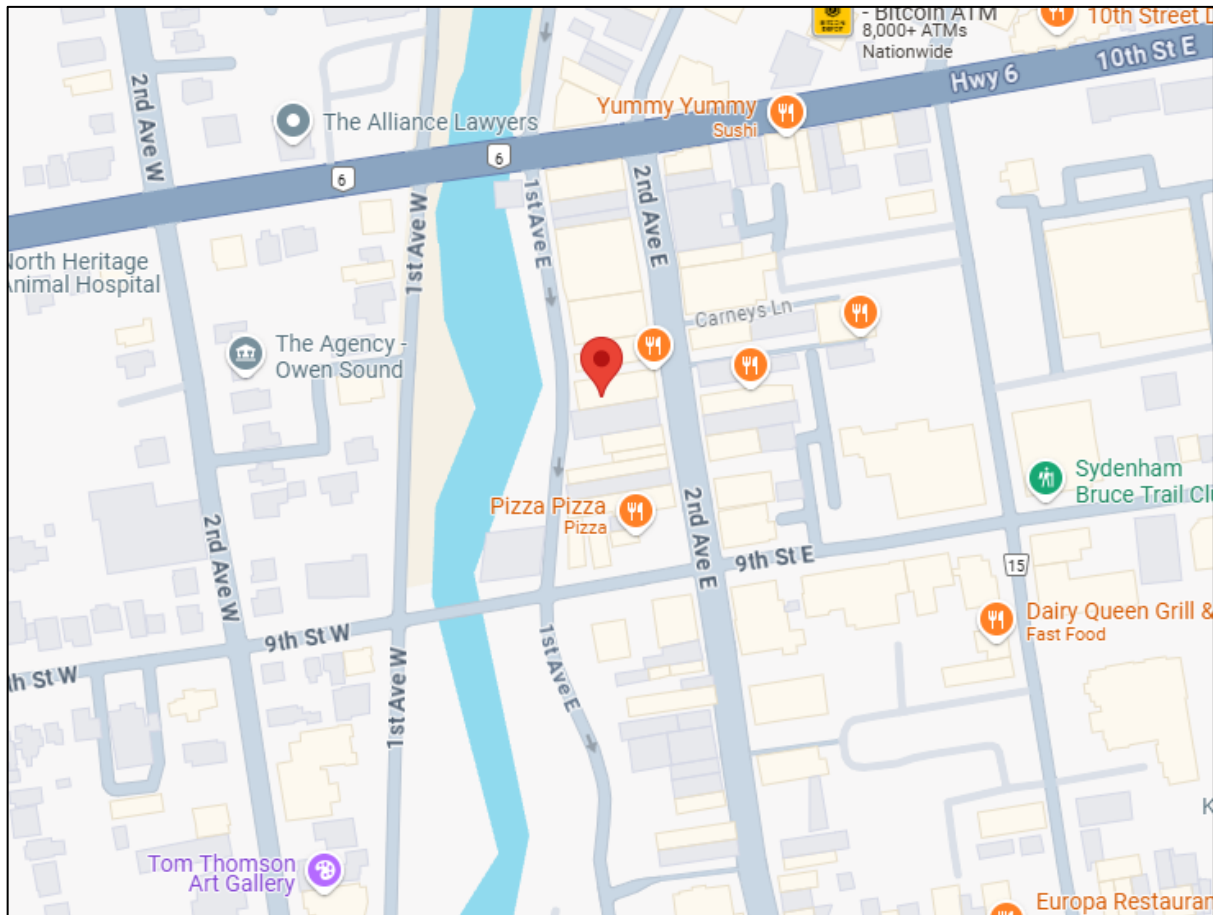 - Bitcoin ATM
8,000+ ATMs
Nationwide
BITCOIN
DEPOT
10th Street D
10th St E
Hwy 6
2nd Ave W
Yummy Yummy
Sushi
The Alliance Lawyers
6
6
1st Ave W
1st Ave E
2nd Ave E
North Heritage
Animal Hospital
Carneys Ln
The Agency -
Owen Sound
Sydenham
Bruce Trail Clu
Pizza Pizza
Pizza
2nd Ave E
2nd Ave W
9th St E
15
Dairy Queen Grill &
Fast Food
9th St W
th St W
1st Ave W
1st Ave E
K
Tom Thomson
Art Gallery
Europa Restauran